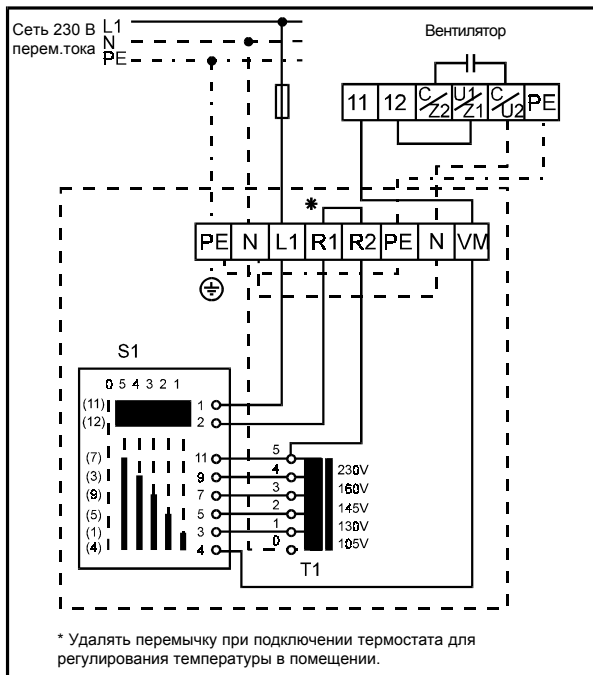 Сеть 230 В
перем.тока
L1
N
PE
Вентилятор
11 12 C/Z2 U1/Z1 C/U2 PE
*
PE N L1 R1 R2 PE N VM
S1
0 5 4 3 2 1
(11) 1
(12) 2
(7) 11 5
(3) 9 4 230V
(9) 7 3 160V
(5) 5 2 145V
(1) 3 1 130V
(4) 4 0 105V
T1
* Удалять перемычку при подключении термостата для
регулирования температуры в помещении.